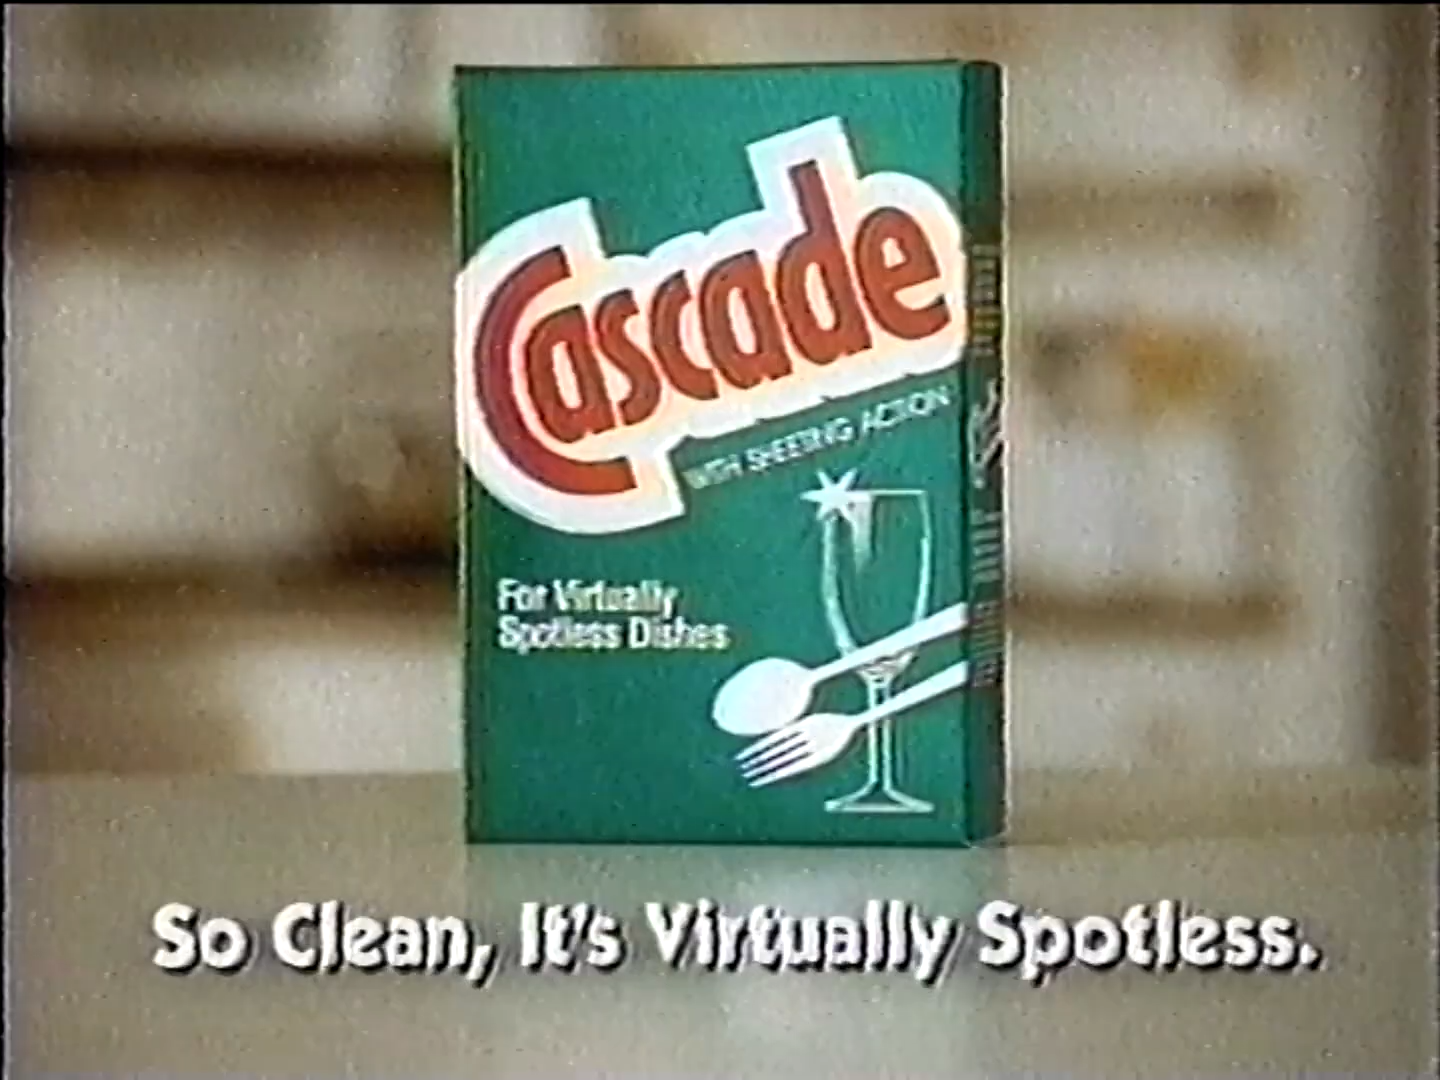 Cascade
WITH SHEETING ACTION
For Virtually
Spotless Dishes
So Clean, It's Virtually Spotless.